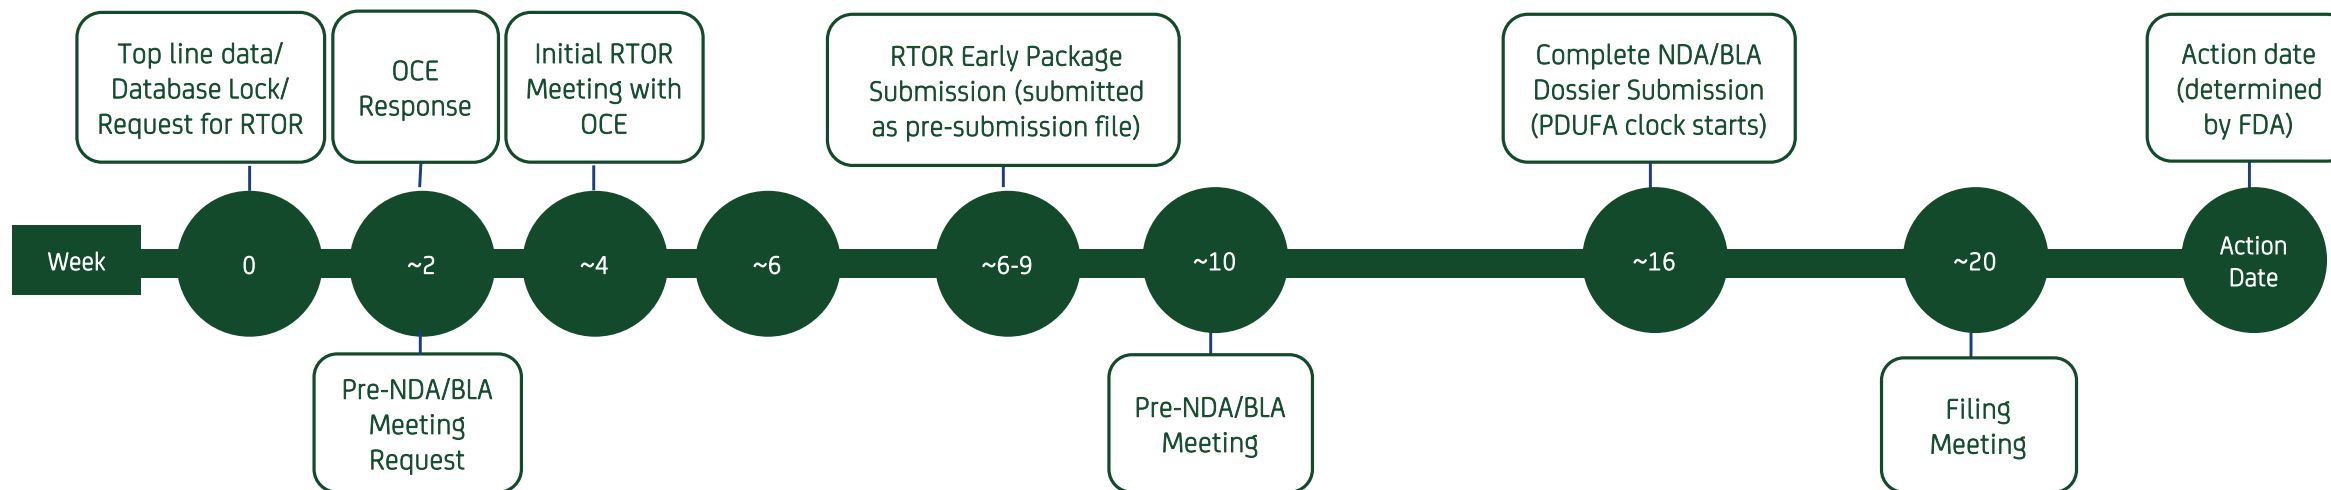 Top line data/
Database Lock/
Request for RTOR
OCE
Response
Initial RTOR
Meeting with
OCE
RTOR Early Package
Submission (submitted
as pre-submission file)
Complete NDA/BLA
Dossier Submission
(PDUFA clock starts)
Action date
(determined
by FDA)
Week
0
~2
~4
~6
~6-9
~10
~16
~20
Action
Date
Pre-NDA/BLA
Meeting
Request
Pre-NDA/BLA
Meeting
Filing
Meeting